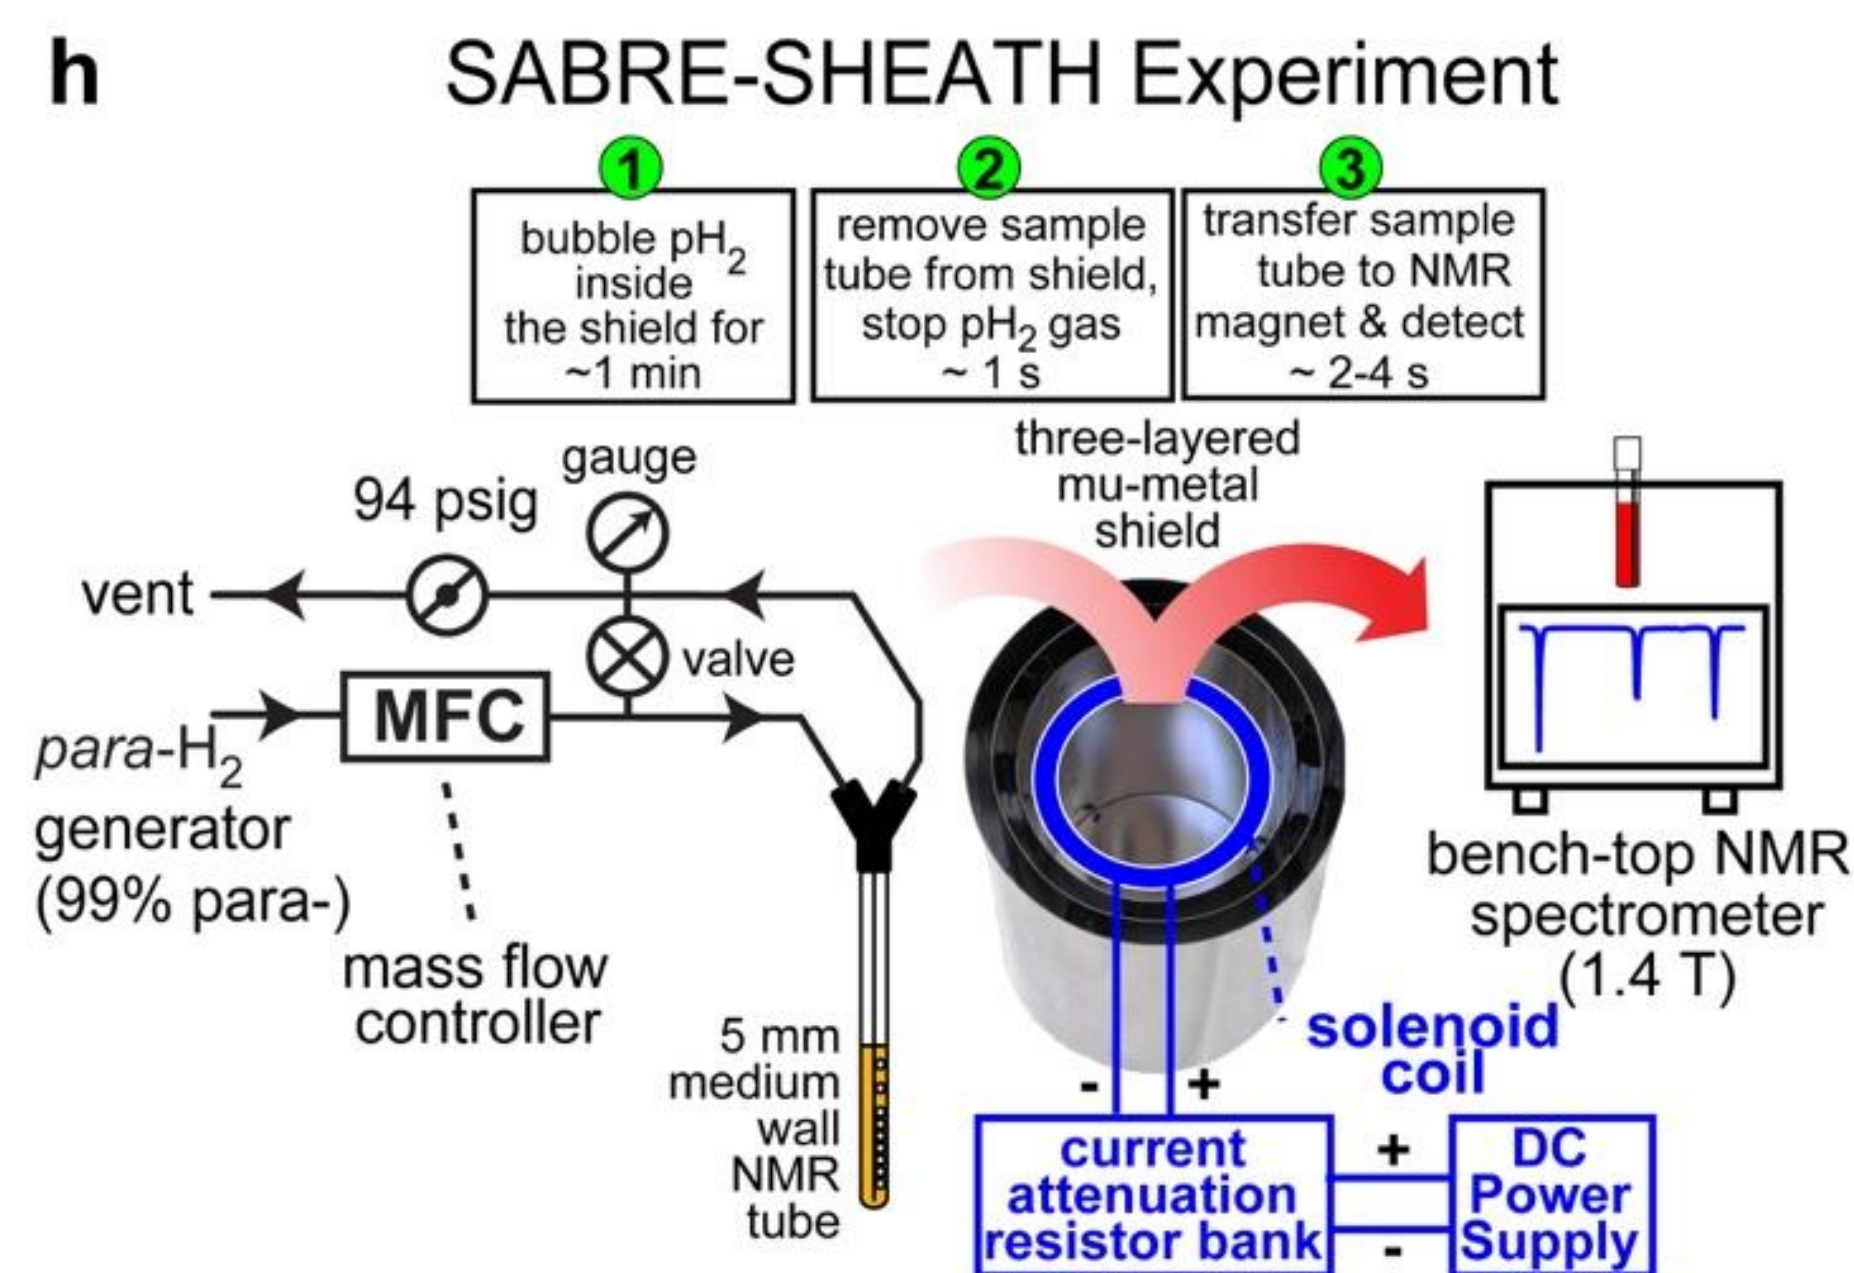 h
SABRE-SHEATH Experiment
1
bubble pH2
inside
the shield for
~1 min
2
remove sample
tube from shield,
stop pH2 gas
~ 1 s
3
transfer sample
tube to NMR
magnet & detect
~ 2-4 s
gauge
94 psig
vent
valve
MFC
para-H2
generator
(99% para-)
mass flow
controller
5 mm
medium
wall
NMR
tube
three-layered
mu-metal
shield
bench-top NMR
spectrometer
(1.4 T)
solenoid
coil
- +
current
attenuation
resistor bank
+
-
DC
Power
Supply